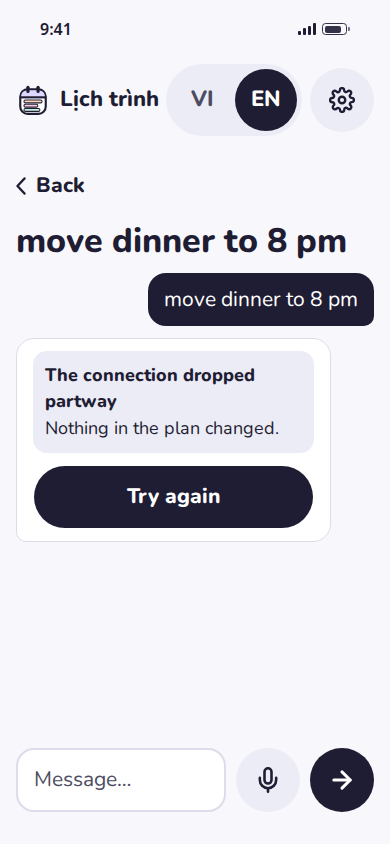 9:41
Lịch trình
VI
EN
Back
move dinner to 8 pm
move dinner to 8 pm
The connection dropped
partway
Nothing in the plan changed.
Try again
Message...